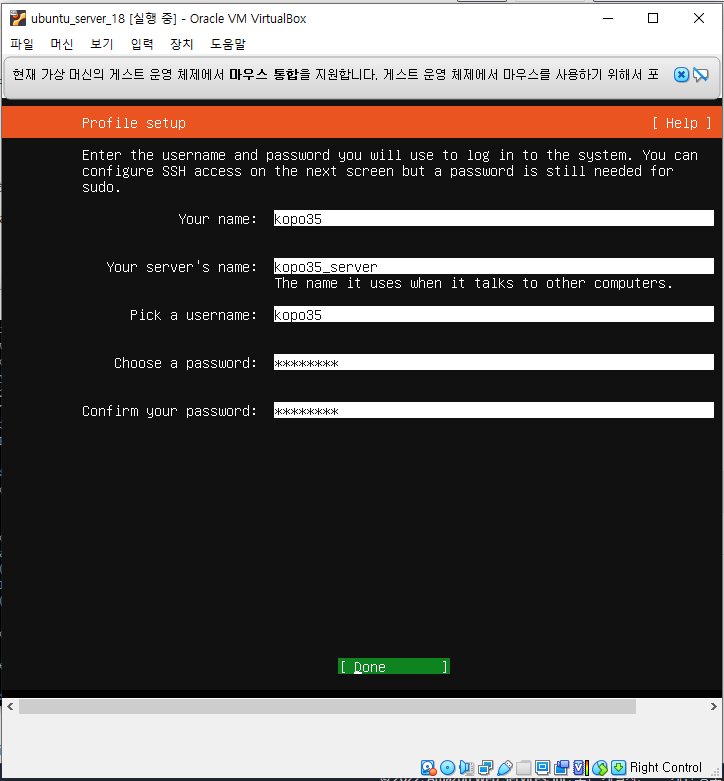 ubuntu_server_18 [실행 중] - Oracle VM VirtualBox
파일 머신 보기 입력 장치 도움말
현재 가상 머신의 게스트 운영 체제에서 마우스 통합을 지원합니다. 게스트 운영 체제에서 마우스를 사용하기 위해서 포
Profile setup [ Help ]
Enter the username and password you will use to log in to the system. You can
configure SSH access on the next screen but a password is still needed for
sudo.
Your name: kopo35
Your server's name: kopo35_server
The name it uses when it talks to other computers.
Pick a username: kopo35
Choose a password: ********
Confirm your password: ********
[ Done ]
Right Control